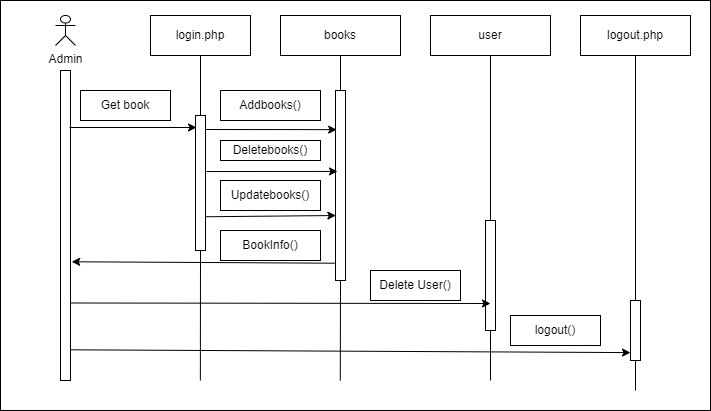 login.php
books
user
logout.php
Admin
Get book
Addbooks()
Deletebooks()
Updatebooks()
BookInfo()
Delete User()
logout()